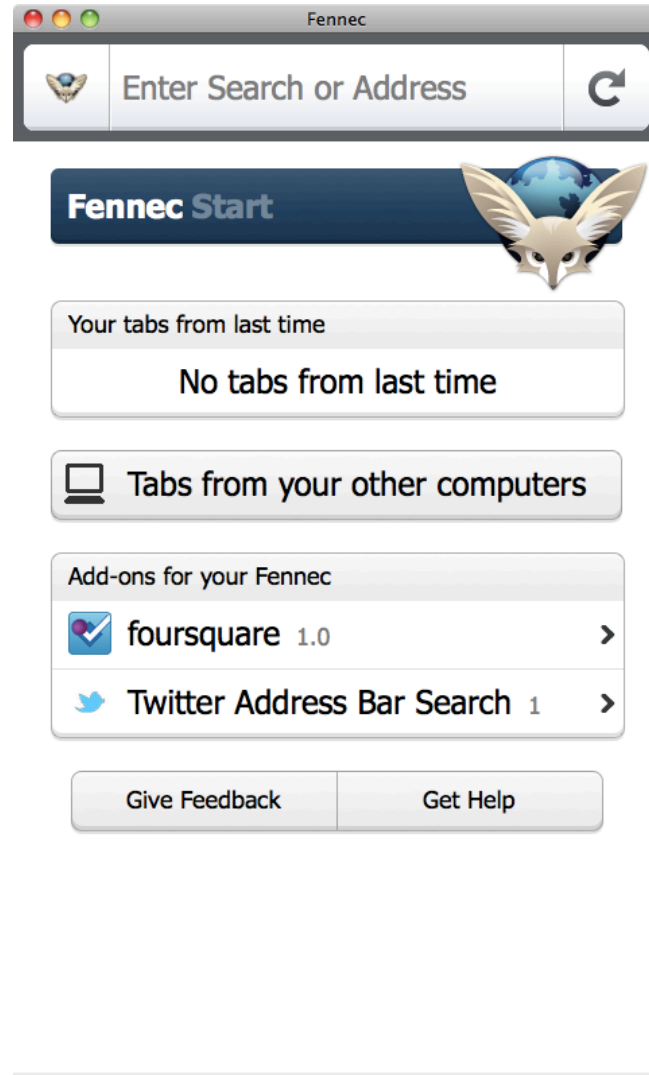 Fennec
Enter Search or Address
Fennec Start
Your tabs from last time
No tabs from last time
Tabs from your other computers
Add-ons for your Fennec
foursquare 1.0
Twitter Address Bar Search 1
Give Feedback
Get Help